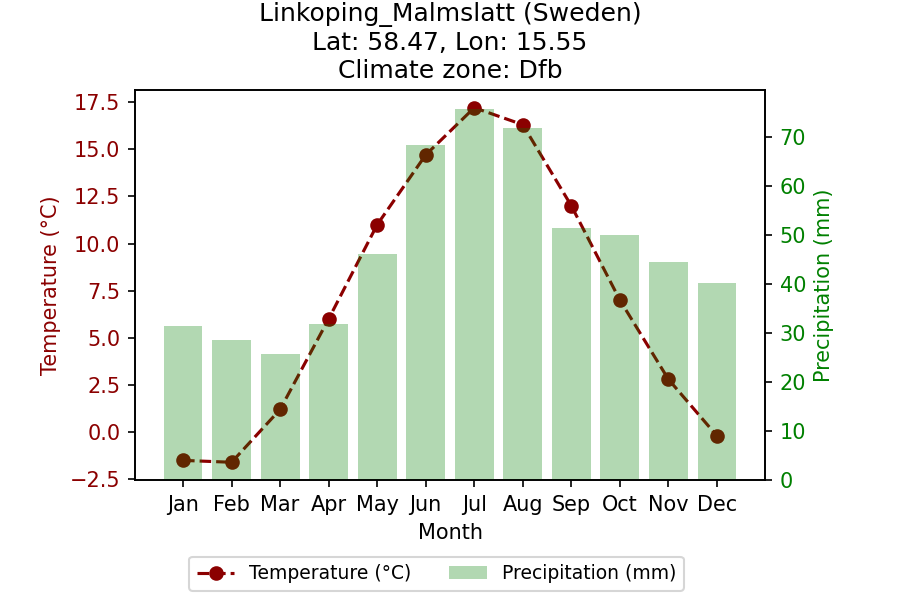 Linkoping_Malmslatt (Sweden)
Lat: 58.47, Lon: 15.55
Climate zone: Dfb
17.5
15.0
12.5
10.0
7.5
5.0
2.5
0.0
−2.5
Temperature (°C)
70
60
50
40
30
20
10
0
Precipitation (mm)
Jan Feb Mar Apr May Jun Jul Aug Sep Oct Nov Dec
Month
Temperature (°C) Precipitation (mm)